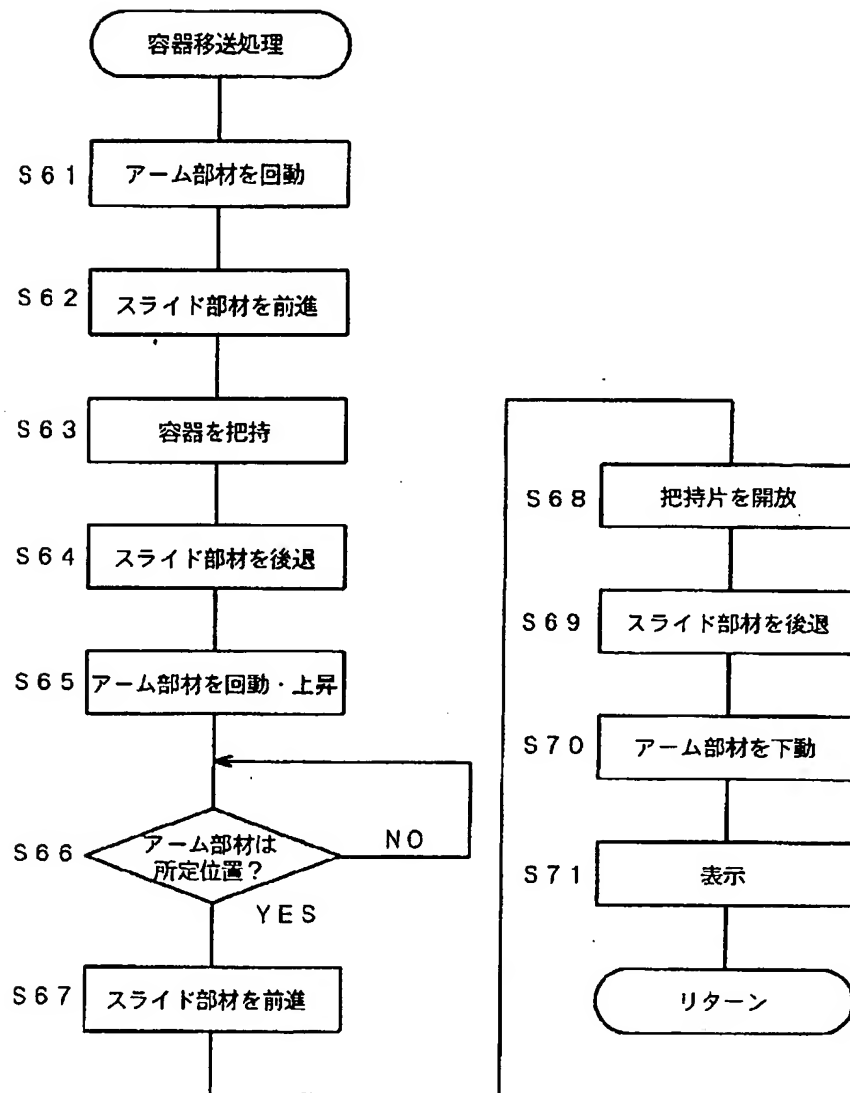 容器移送処理
S61
アーム部材を回動
S62
スライド部材を前進
S63
容器を把持
S64
スライド部材を後退
S65
アーム部材を回動・上昇
S66
アーム部材は
所定位置?
NO
YES
S67
スライド部材を前進
S68
把持片を開放
S69
スライド部材を後退
S70
アーム部材を下動
S71
表示
リターン